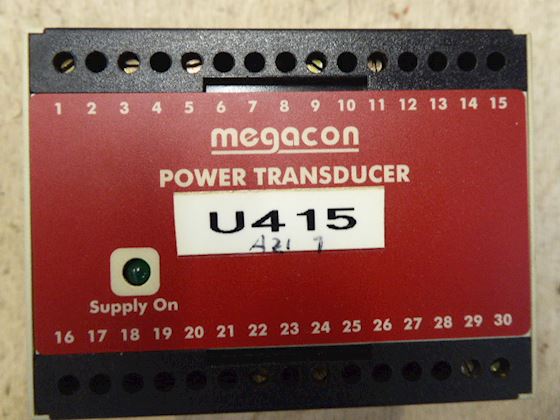 1 2 3 4 5 6 7 8 9 10 11 12 13 14 15
megacon
POWER TRANSDUCER
U415
Supply On
16 17 18 19 20 21 22 23 24 25 26 27 28 29 30